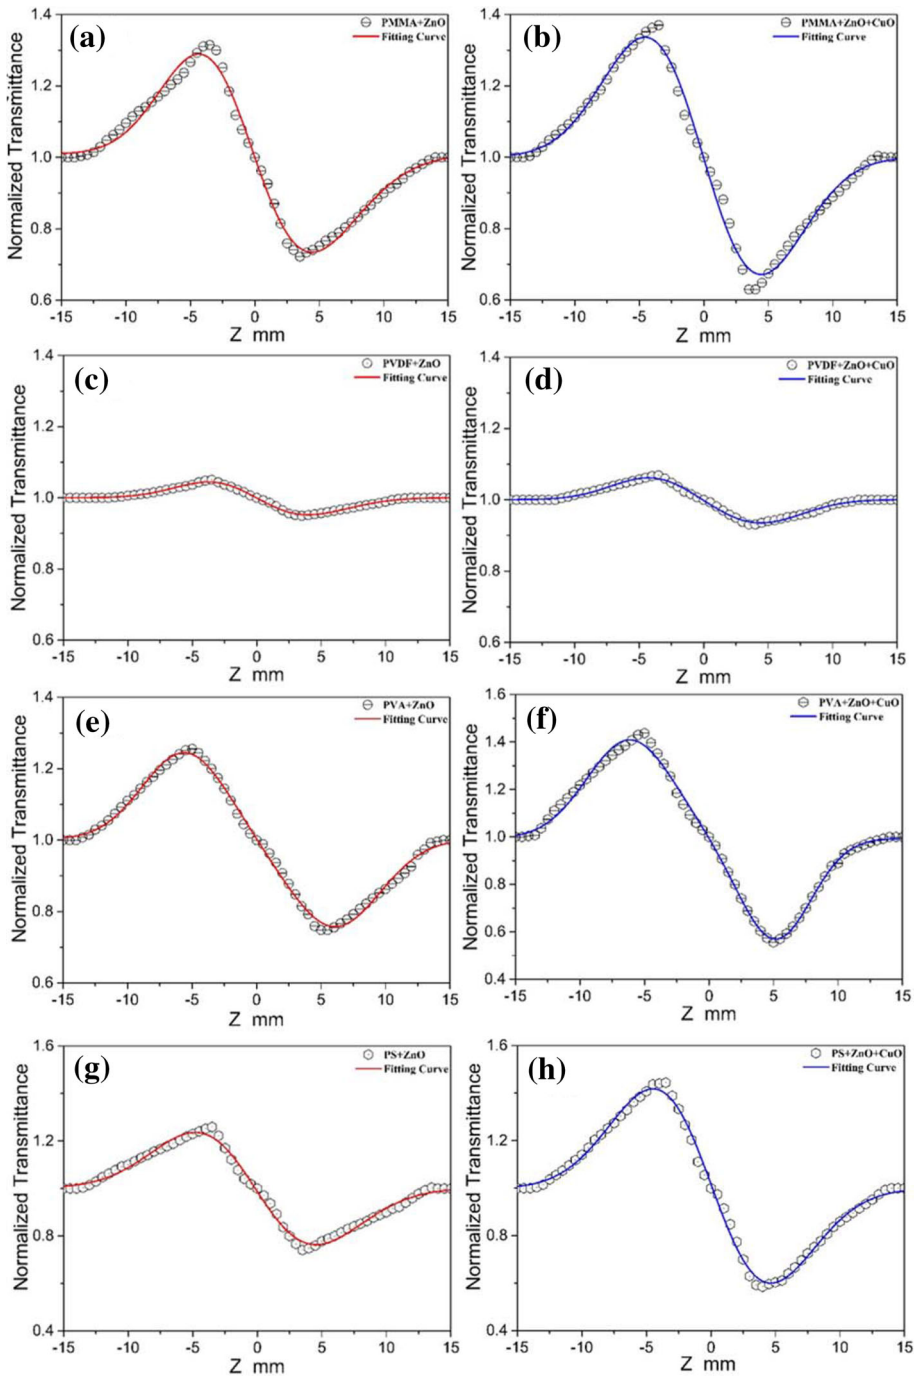 (a)
PMMA+ZnO
Fitting Curve
Normalized Transmittance
1.4
1.2
1.0
0.8
0.6
-15 -10 -5 0 5 10 15
Z mm
(b)
PMMA+ZnO+CuO
Fitting Curve
Normalized Transmittance
1.4
1.2
1.0
0.8
0.6
-15 -10 -5 0 5 10 15
Z mm
(c)
PVDF+ZnO
Fitting Curve
Normalized Transmittance
1.4
1.2
1.0
0.8
0.6
-15 -10 -5 0 5 10 15
Z mm
(d)
PVDF+ZnO+CuO
Fitting Curve
Normalized Transmittance
1.4
1.2
1.0
0.8
0.6
-15 -10 -5 0 5 10 15
Z mm
(e)
PVA+ZnO
Fitting Curve
Normalized Transmittance
1.4
1.2
1.0
0.8
0.6
-15 -10 -5 0 5 10 15
Z mm
(f)
PVA+ZnO+CuO
Fitting Curve
Normalized Transmittance
1.6
1.4
1.2
1.0
0.8
0.6
0.4
-15 -10 -5 0 5 10 15
Z mm
(g)
PS+ZnO
Fitting Curve
Normalized Transmittance
1.6
1.2
1.0
0.8
0.4
-15 -10 -5 0 5 10 15
Z mm
(h)
PS+ZnO+CuO
Fitting Curve
Normalized Transmittance
1.6
1.2
1.0
0.8
0.4
-15 -10 -5 0 5 10 15
Z mm